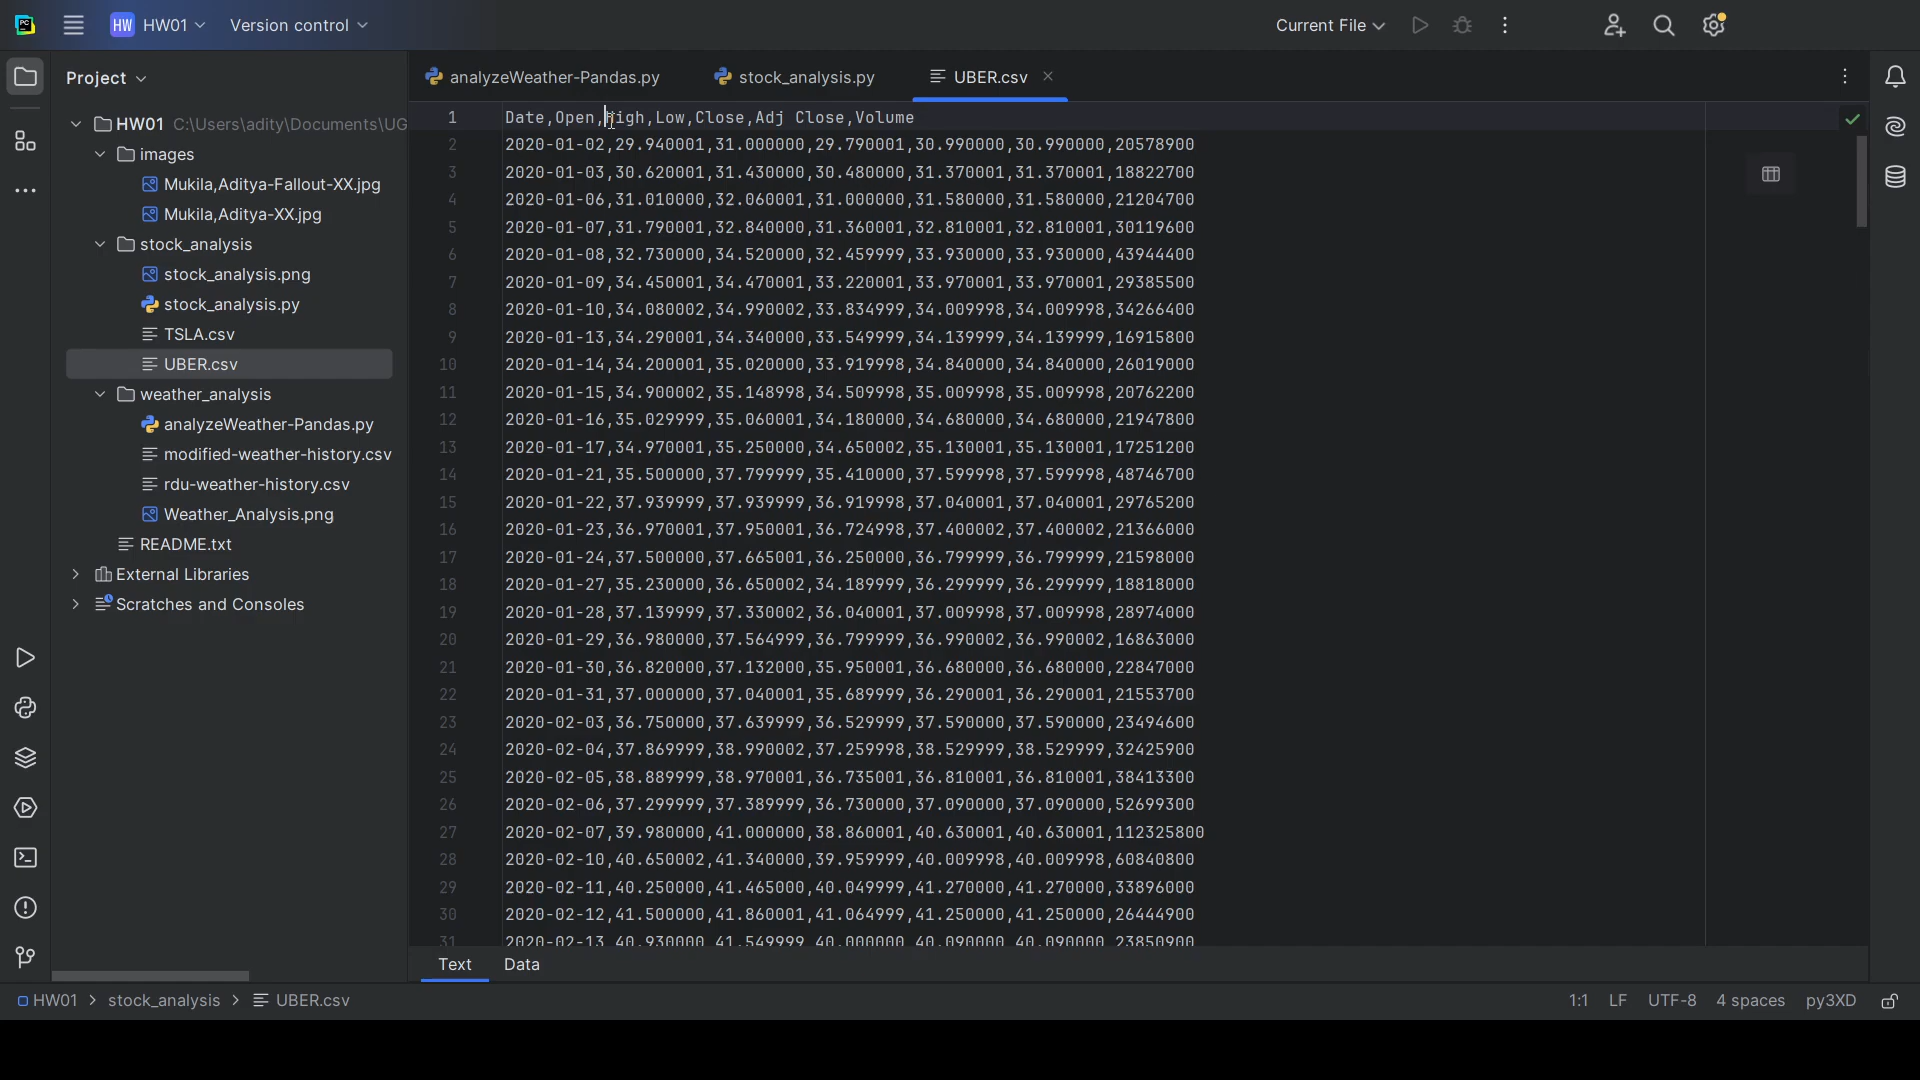 PC
HW HW01
Version control
Current File
Project
analyzeWeather-Pandas.py
stock_analysis.py
UBER.csv
HW01 C:\Users\adity\Documents\UG
images
Mukila,Aditya-Fallout-XX.jpg
Mukila,Aditya-XX.jpg
stock_analysis
stock_analysis.png
stock_analysis.py
TSLA.csv
UBER.csv
weather_analysis
analyzeWeather-Pandas.py
modified-weather-history.csv
rdu-weather-history.csv
Weather_Analysis.png
README.txt
External Libraries
Scratches and Consoles
1 Date,Open,High,Low,Close,Adj Close,Volume
2 2020-01-02,29.940001,31.000000,29.790001,30.990000,30.990000,20578900
3 2020-01-03,30.620001,31.430000,30.480000,31.370001,31.370001,18822700
4 2020-01-06,31.010000,32.060001,31.000000,31.580000,31.580000,21204700
5 2020-01-07,31.790001,32.840000,31.360001,32.810001,32.810001,30119600
6 2020-01-08,32.730000,34.520000,32.459999,33.930000,33.930000,43944400
7 2020-01-09,34.450001,34.470001,33.220001,33.970001,33.970001,29385500
8 2020-01-10,34.080002,34.990002,33.834999,34.009998,34.009998,34266400
9 2020-01-13,34.290001,34.340000,33.549999,34.139999,34.139999,16915800
10 2020-01-14,34.200001,35.020000,33.919998,34.840000,34.840000,26019000
11 2020-01-15,34.900002,35.148998,34.509998,35.009998,35.009998,20762200
12 2020-01-16,35.029999,35.060001,34.180000,34.680000,34.680000,21947800
13 2020-01-17,34.970001,35.250000,34.650002,35.130001,35.130001,17251200
14 2020-01-21,35.500000,37.799999,35.410000,37.599998,37.599998,48746700
15 2020-01-22,37.939999,37.939999,36.919998,37.040001,37.040001,29765200
16 2020-01-23,36.970001,37.950001,36.724998,37.400002,37.400002,21366000
17 2020-01-24,37.500000,37.665001,36.250000,36.799999,36.799999,21598000
18 2020-01-27,35.230000,36.650002,34.189999,36.299999,36.299999,18818000
19 2020-01-28,37.139999,37.330002,36.040001,37.009998,37.009998,28974000
20 2020-01-29,36.980000,37.564999,36.799999,36.990002,36.990002,16863000
21 2020-01-30,36.820000,37.132000,35.950001,36.680000,36.680000,22847000
22 2020-01-31,37.000000,37.040001,35.689999,36.290001,36.290001,21553700
23 2020-02-03,36.750000,37.639999,36.529999,37.590000,37.590000,23494600
24 2020-02-04,37.869999,38.990002,37.259998,38.529999,38.529999,32425900
25 2020-02-05,38.889999,38.970001,36.735001,36.810001,36.810001,38413300
26 2020-02-06,37.299999,37.389999,36.730000,37.090000,37.090000,52699300
27 2020-02-07,39.980000,41.000000,38.860001,40.630001,40.630001,112325800
28 2020-02-10,40.650002,41.340000,39.959999,40.009998,40.009998,60840800
29 2020-02-11,40.250000,41.465000,40.049999,41.270000,41.270000,33896000
30 2020-02-12,41.500000,41.860001,41.064999,41.250000,41.250000,26444900
31 2020-02-13,40.930000,41.549999,40.000000,40.090000,40.090000,23850900
Text Data
HW01 > stock_analysis > UBER.csv
1:1 LF UTF-8 4 spaces py3XD